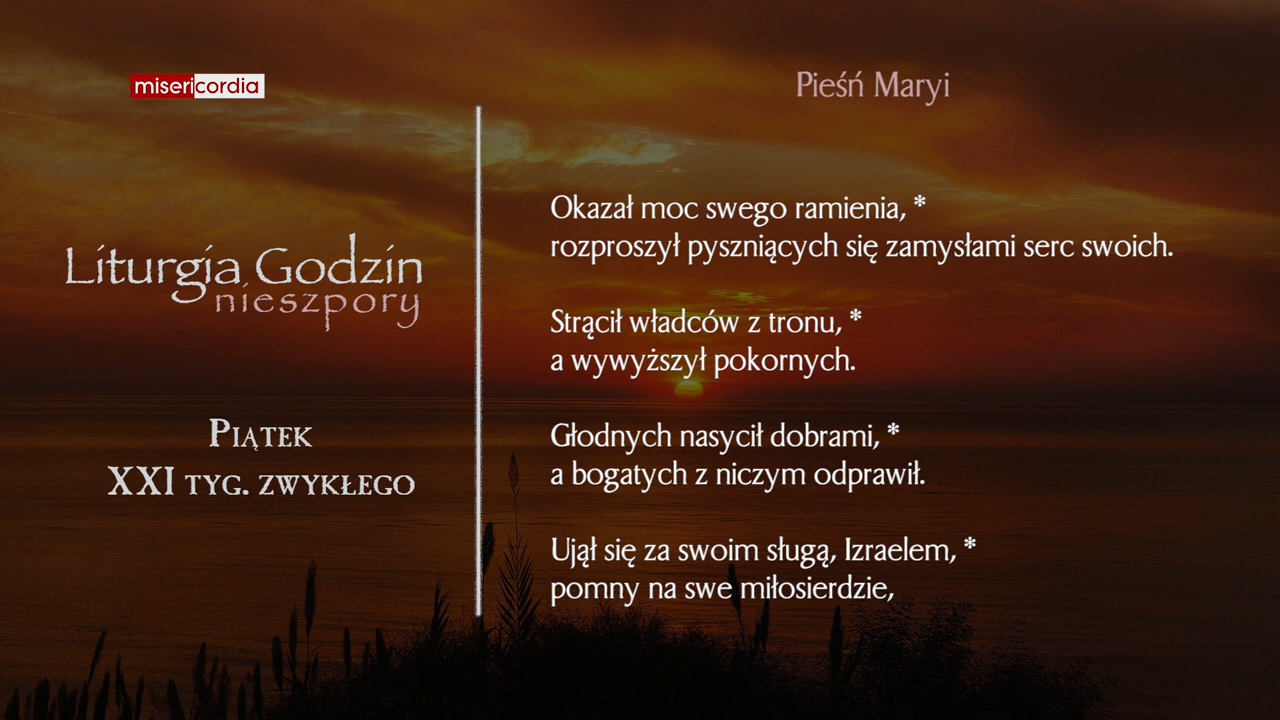 misericordia
Liturgia Godzin
nieszpory
Piątek
XXI tyg. zwykłego
Pieśń Maryi
Okazał moc swego ramienia, *
rozproszył pyszniących się zamysłami serc swoich.
Strącił władców z tronu, *
a wywyższył pokornych.
Głodnych nasycił dobrami, *
a bogatych z niczym odprawił.
Ujął się za swoim sługą, Izraelem, *
pomny na swe miłosierdzie,